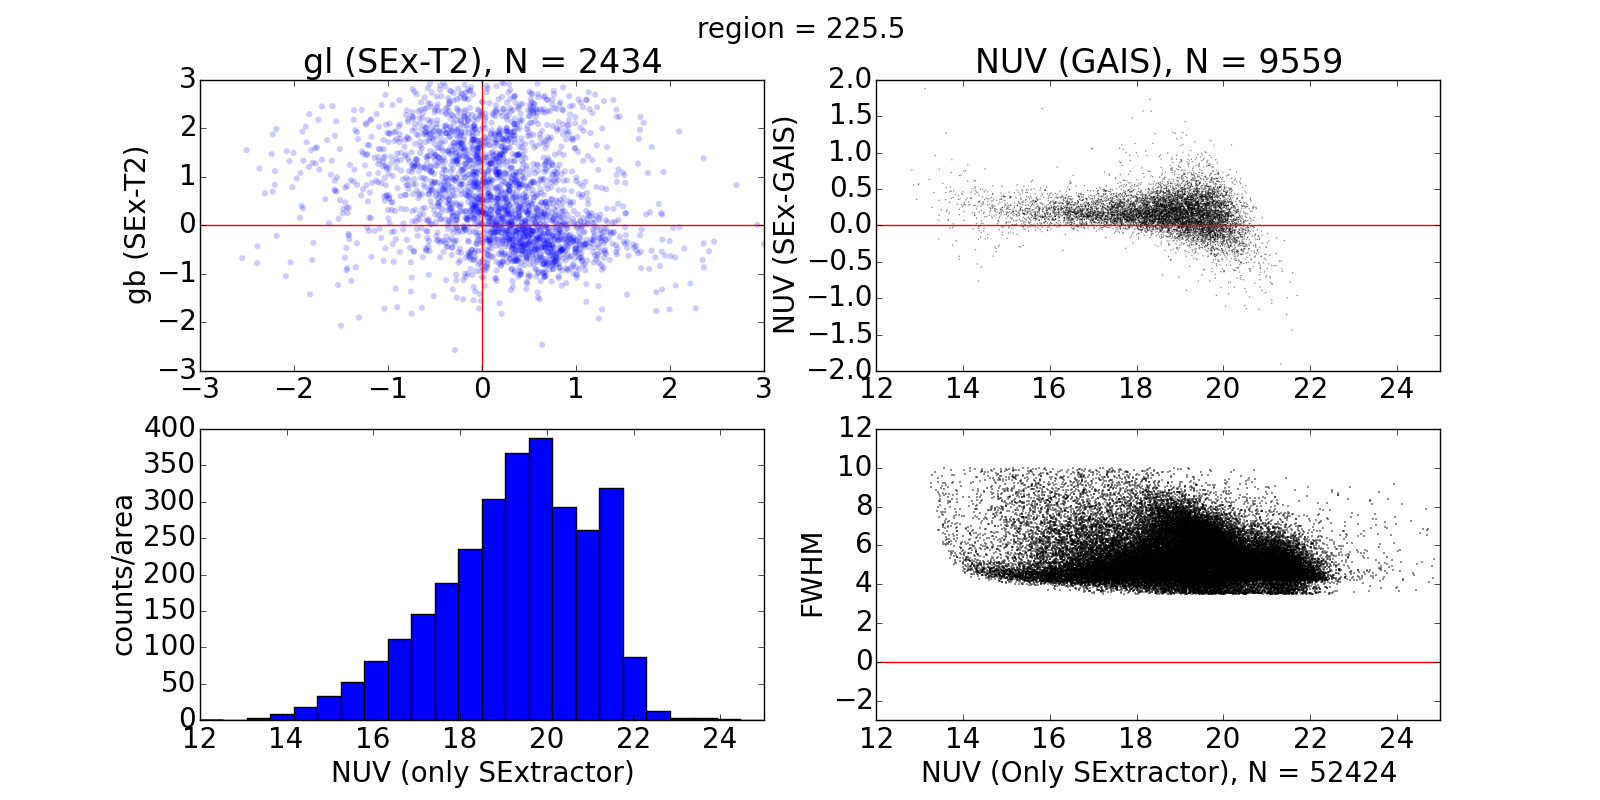 region = 225.5
gl (SEx-T2), N = 2434
3
2
1
0
−1
−2
−3
gb (SEx-T2)
−3 −2 −1 0 1 2 3
NUV (GAIS), N = 9559
2.0
1.5
1.0
0.5
0.0
−0.5
−1.0
−1.5
−2.0
NUV (SEx-GAIS)
12 14 16 18 20 22 24
400
350
300
250
200
150
100
50
0
counts/area
12 14 16 18 20 22 24
NUV (only SExtractor)
12
10
8
6
4
2
0
−2
FWHM
12 14 16 18 20 22 24
NUV (Only SExtractor), N = 52424